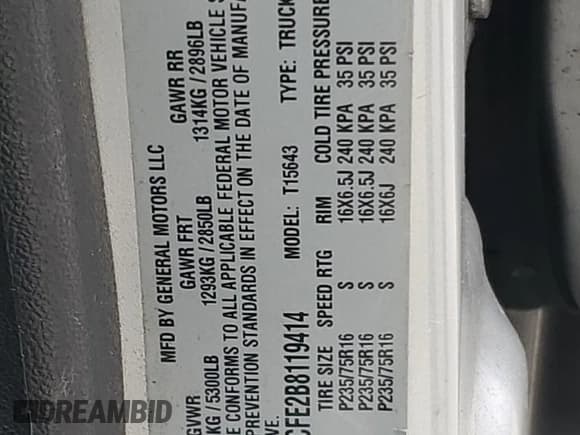 MFD BY GENERAL MOTORS LLC
GVWR GAWR FRT GAWR RR
KG / 5300LB 1293KG / 2850LB 1314KG / 2896LB
E CONFORMS TO ALL APPLICABLE FEDERAL MOTOR VEHICLE S
PREVENTION STANDARDS IN EFFECT ON THE DATE OF MANUFA
VE.
CFE2B8119414 MODEL: T15643 TYPE: TRUCK
TIRE SIZE SPEED RTG RIM COLD TIRE PRESSURE
P235/75R16 S 16X6.5J 240 KPA 35 PSI
P235/75R16 S 16X6.5J 240 KPA 35 PSI
P235/75R16 S 16X6J 240 KPA 35 PSI
DREAMBID